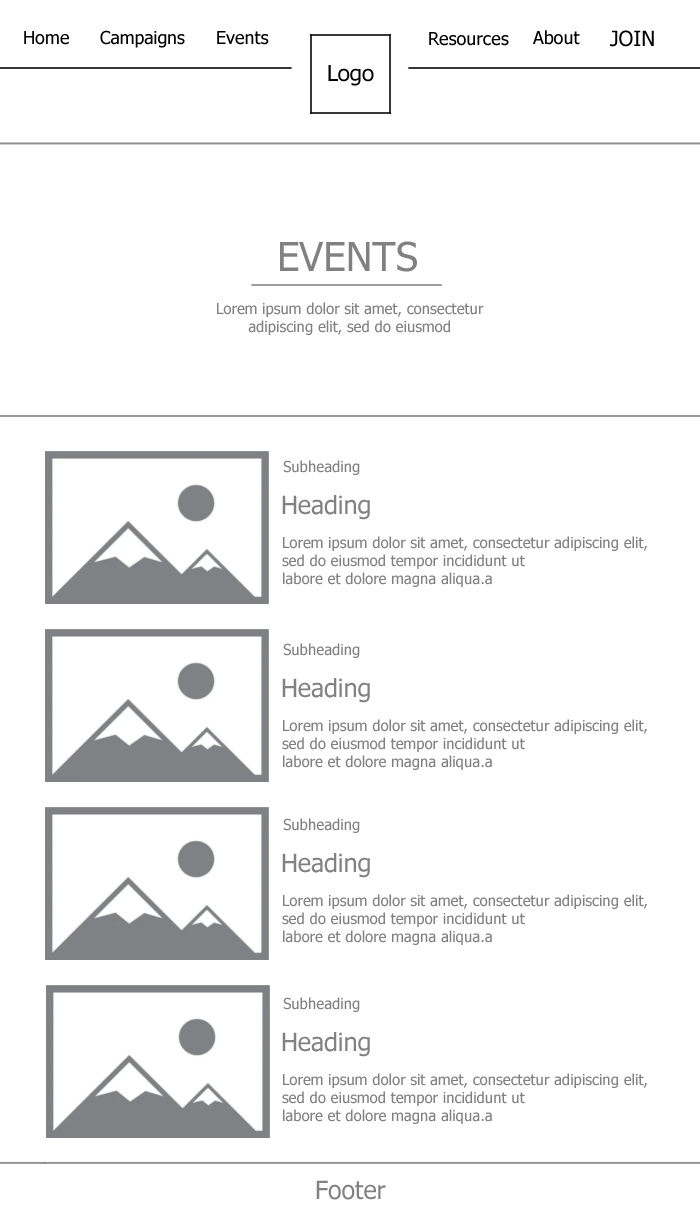 Home Campaigns Events Logo Resources About JOIN
EVENTS
Lorem ipsum dolor sit amet, consectetur
adipiscing elit, sed do eiusmod
Subheading
Heading
Lorem ipsum dolor sit amet, consectetur adipiscing elit,
sed do eiusmod tempor incididunt ut
labore et dolore magna aliqua.a
Subheading
Heading
Lorem ipsum dolor sit amet, consectetur adipiscing elit,
sed do eiusmod tempor incididunt ut
labore et dolore magna aliqua.a
Subheading
Heading
Lorem ipsum dolor sit amet, consectetur adipiscing elit,
sed do eiusmod tempor incididunt ut
labore et dolore magna aliqua.a
Subheading
Heading
Lorem ipsum dolor sit amet, consectetur adipiscing elit,
sed do eiusmod tempor incididunt ut
labore et dolore magna aliqua.a
Footer